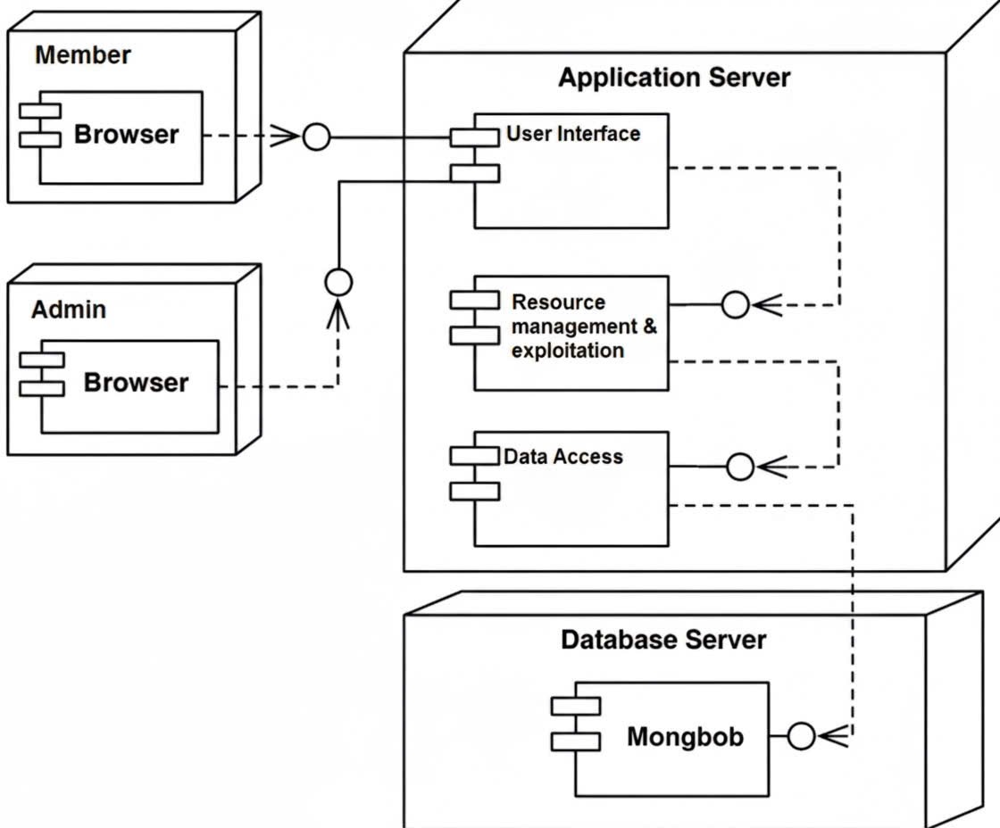 Member
Browser
Application Server
User Interface
Admin
Browser
Resource
management &
exploitation
Data Access
Database Server
Mongbob